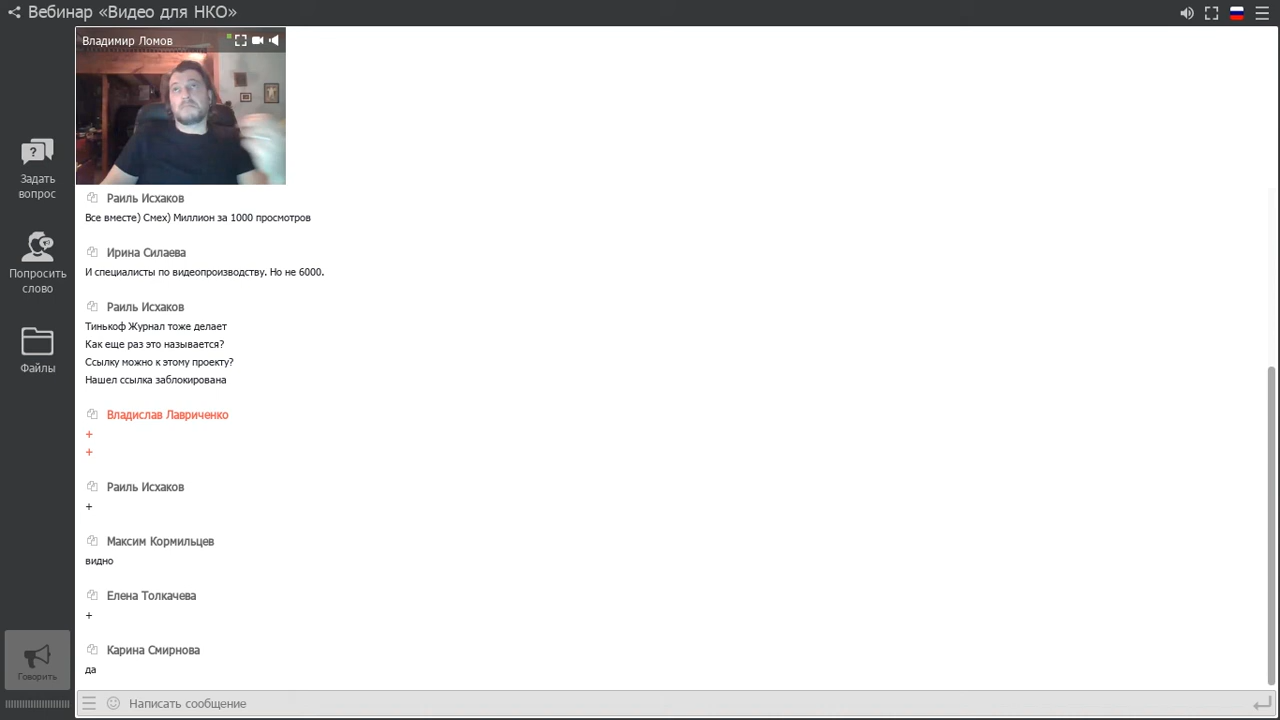 Вебинар «Видео для НКО»
Владимир Ломов
Задать
вопрос
Попросить
слово
Файлы
Раиль Исхаков
Все вместе) Смех) Миллион за 1000 просмотров
Ирина Силаева
И специалисты по видеопроизводству. Но не 6000.
Раиль Исхаков
Тинькоф Журнал тоже делает
Как еще раз это называется?
Ссылку можно к этому проекту?
Нашел ссылка заблокирована
Владислав Лавриченко
+
+
Раиль Исхаков
+
Максим Кормильцев
видно
Елена Толкачева
+
Карина Смирнова
да
Говорить
Написать сообщение